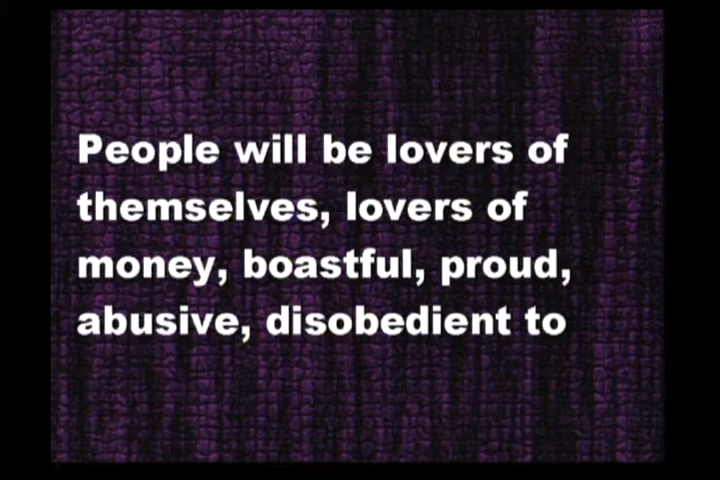 People will be lovers of
themselves, lovers of
money, boastful, proud,
abusive, disobedient to